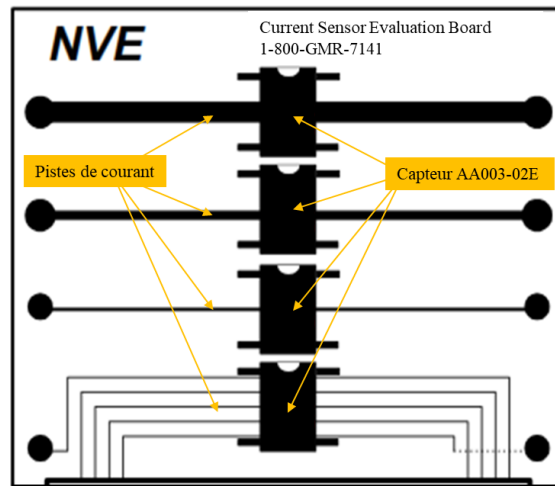 NVE
Current Sensor Evaluation Board
1-800-GMR-7141
Pistes de courant
Capteur AA003-02E